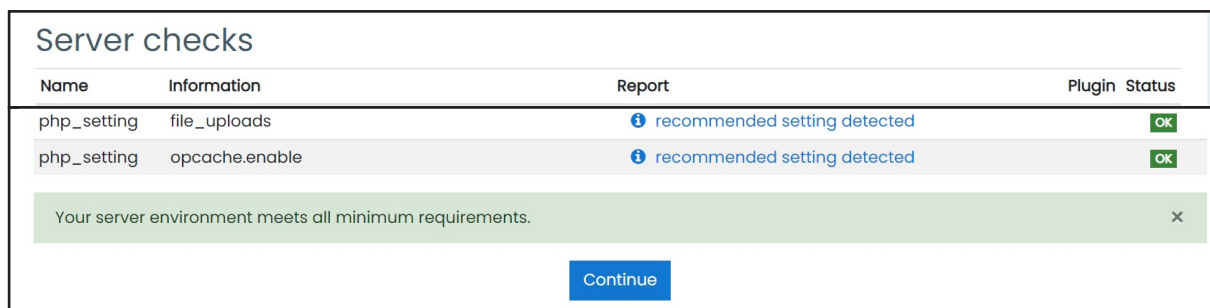 Server checks
Name Information Report Plugin Status
php_setting file_uploads recommended setting detected OK
php_setting opcache.enable recommended setting detected OK
Your server environment meets all minimum requirements. ×
Continue